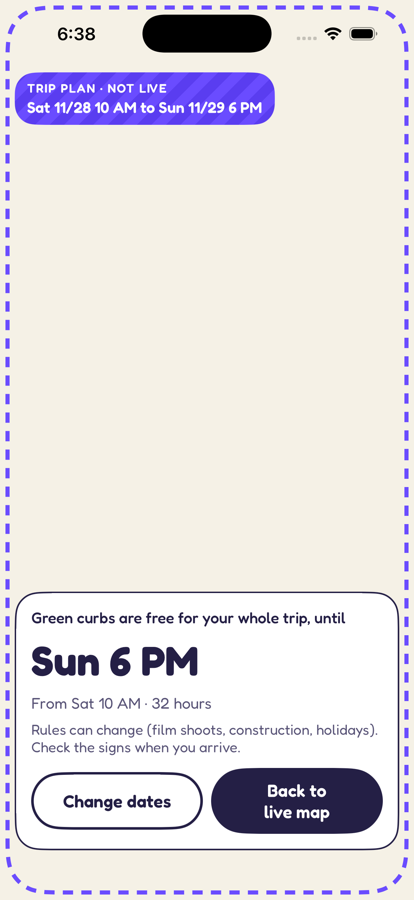 6:38
TRIP PLAN · NOT LIVE
Sat 11/28 10 AM to Sun 11/29 6 PM
Green curbs are free for your whole trip, until
Sun 6 PM
From Sat 10 AM · 32 hours
Rules can change (film shoots, construction, holidays).
Check the signs when you arrive.
Change dates
Back to
live map